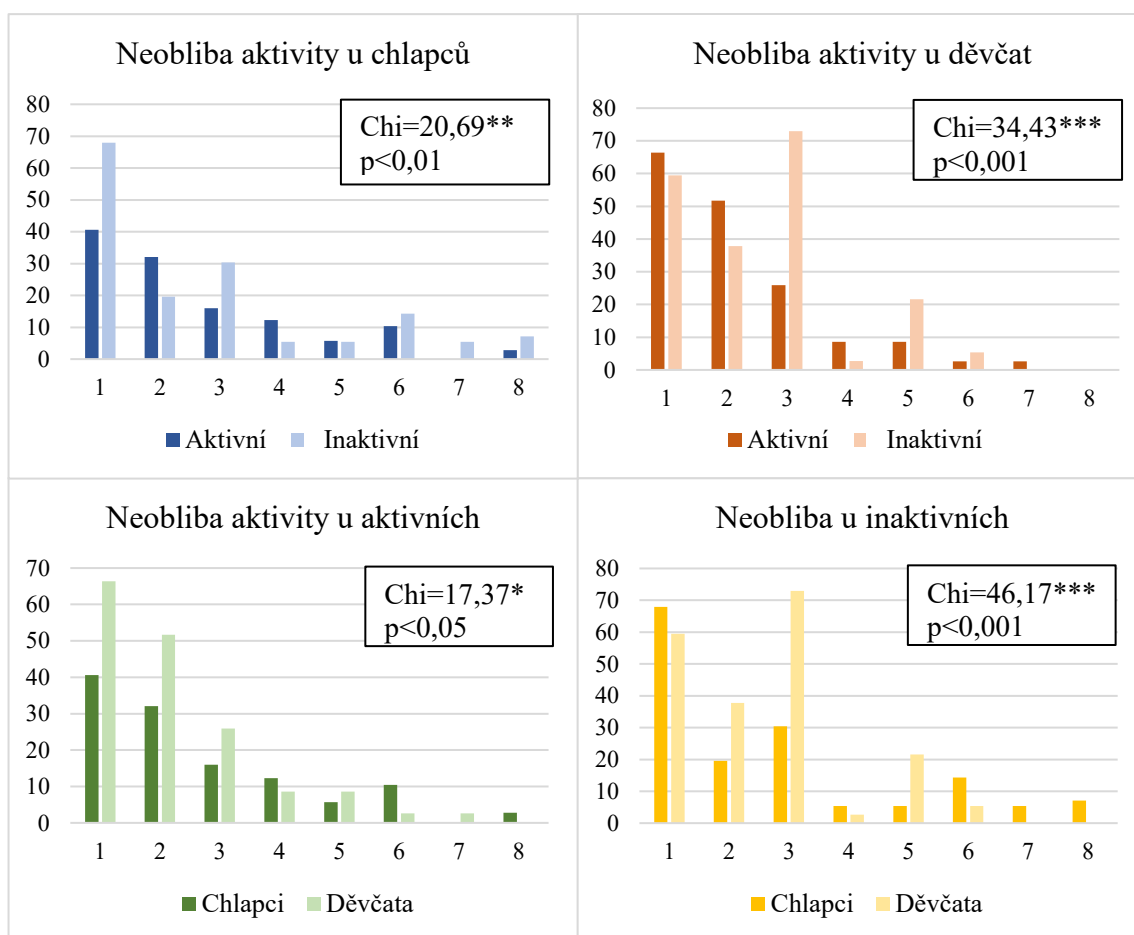 Neobliba aktivity u chlapců
Chi=20,69**
p<0,01
80
70
60
50
40
30
20
10
0
1 2 3 4 5 6 7 8
Aktivní Inaktivní
Neobliba aktivity u děvčat
Chi=34,43***
p<0,001
80
70
60
50
40
30
20
10
0
1 2 3 4 5 6 7 8
Aktivní Inaktivní
Neobliba aktivity u aktivních
Chi=17,37*
p<0,05
70
60
50
40
30
20
10
0
1 2 3 4 5 6 7 8
Chlapci Děvčata
Neobliba u inaktivních
Chi=46,17***
p<0,001
80
70
60
50
40
30
20
10
0
1 2 3 4 5 6 7 8
Chlapci Děvčata